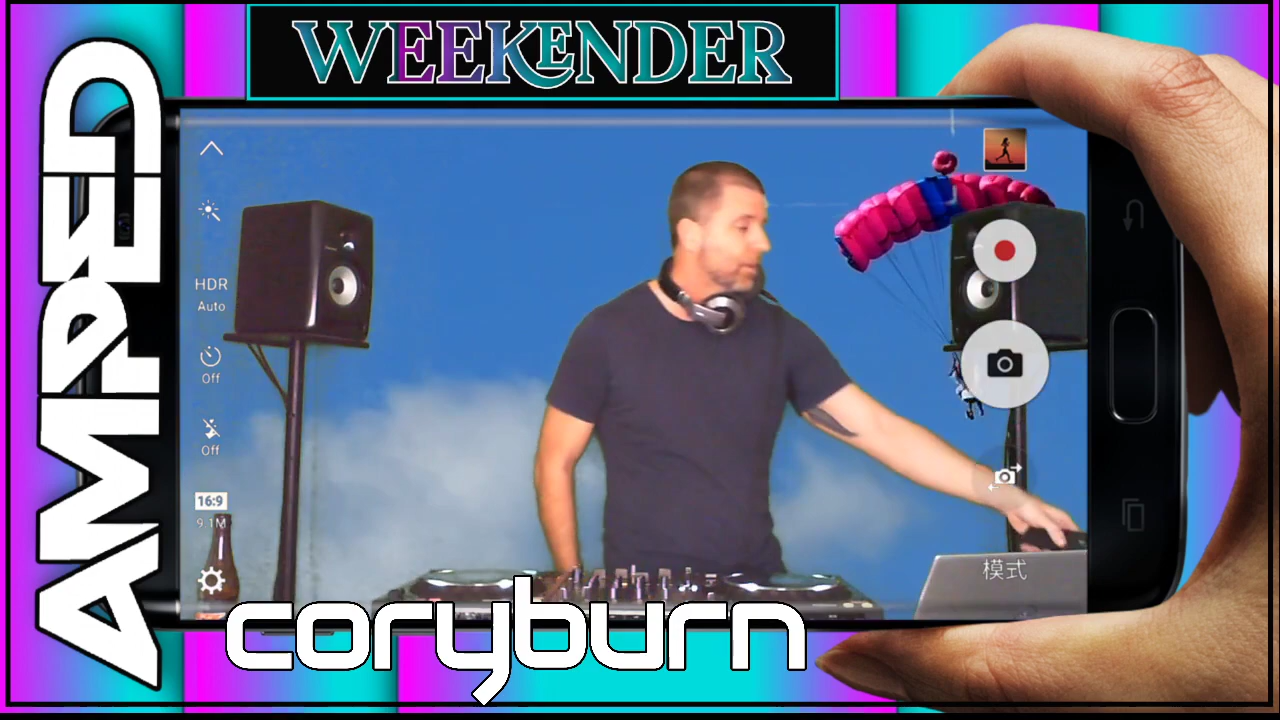 WEEKENDER
AMPED
HDR
Auto
Off
Off
16:9
9.1M
模式
coryburn